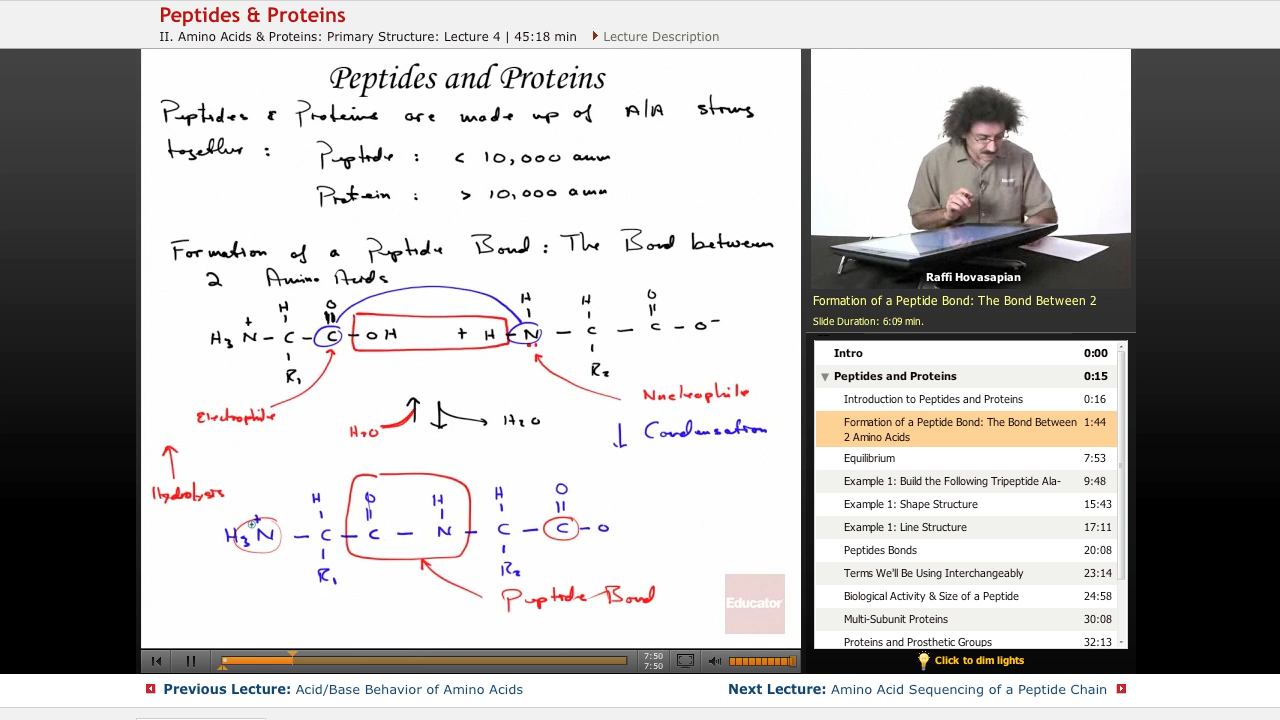 Peptides & Proteins
II. Amino Acids & Proteins: Primary Structure: Lecture 4 | 45:18 min Lecture Description
Peptides and Proteins
Peptides & Proteins are made up of A/A strung
together : Peptide : < 10,000 amu
Protein : > 10,000 amu
Formation of a Peptide Bond : The Bond between
2 Amino Acids
H O H H O
H3N+ - C - C - OH + H - N - C - C - O-
R1 R2
Electrophile Nucleophile
H2O H2O
↓ Condensation
Hydrolysis
H O H H O
H3N+ - C - C - N - C - C - O
R1 R2
Peptide Bond
Educator
7:50
7:50
Raffi Hovasapian
Formation of a Peptide Bond: The Bond Between 2
Slide Duration: 6:09 min.
Intro 0:00
Peptides and Proteins 0:15
Introduction to Peptides and Proteins 0:16
Formation of a Peptide Bond: The Bond Between 1:44
2 Amino Acids
Equilibrium 7:53
Example 1: Build the Following Tripeptide Ala- 9:48
Example 1: Shape Structure 15:43
Example 1: Line Structure 17:11
Peptides Bonds 20:08
Terms We'll Be Using Interchangeably 23:14
Biological Activity & Size of a Peptide 24:58
Multi-Subunit Proteins 30:08
Proteins and Prosthetic Groups 32:13
Click to dim lights
Previous Lecture: Acid/Base Behavior of Amino Acids
Next Lecture: Amino Acid Sequencing of a Peptide Chain